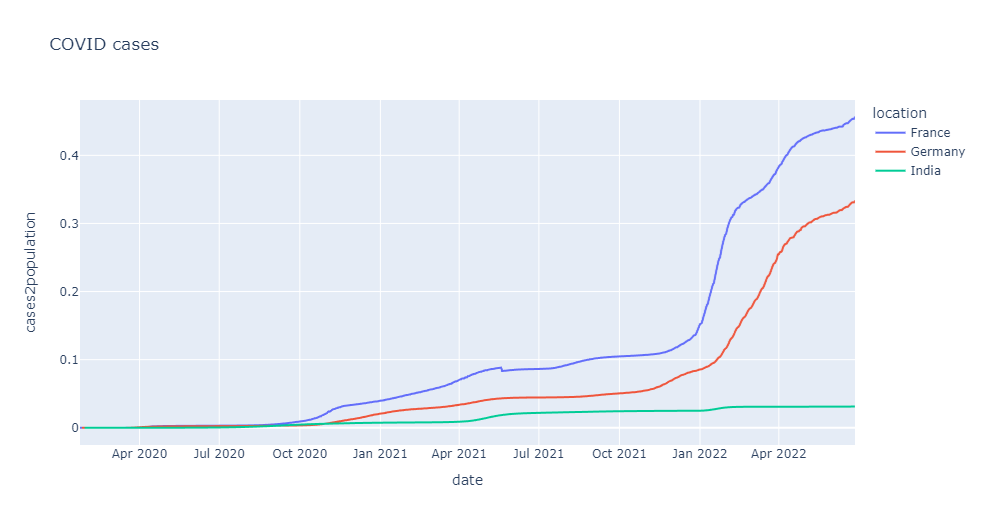 COVID cases
location
France
Germany
India
cases2population
0.4
0.3
0.2
0.1
0
Apr 2020 Jul 2020 Oct 2020 Jan 2021 Apr 2021 Jul 2021 Oct 2021 Jan 2022 Apr 2022
date